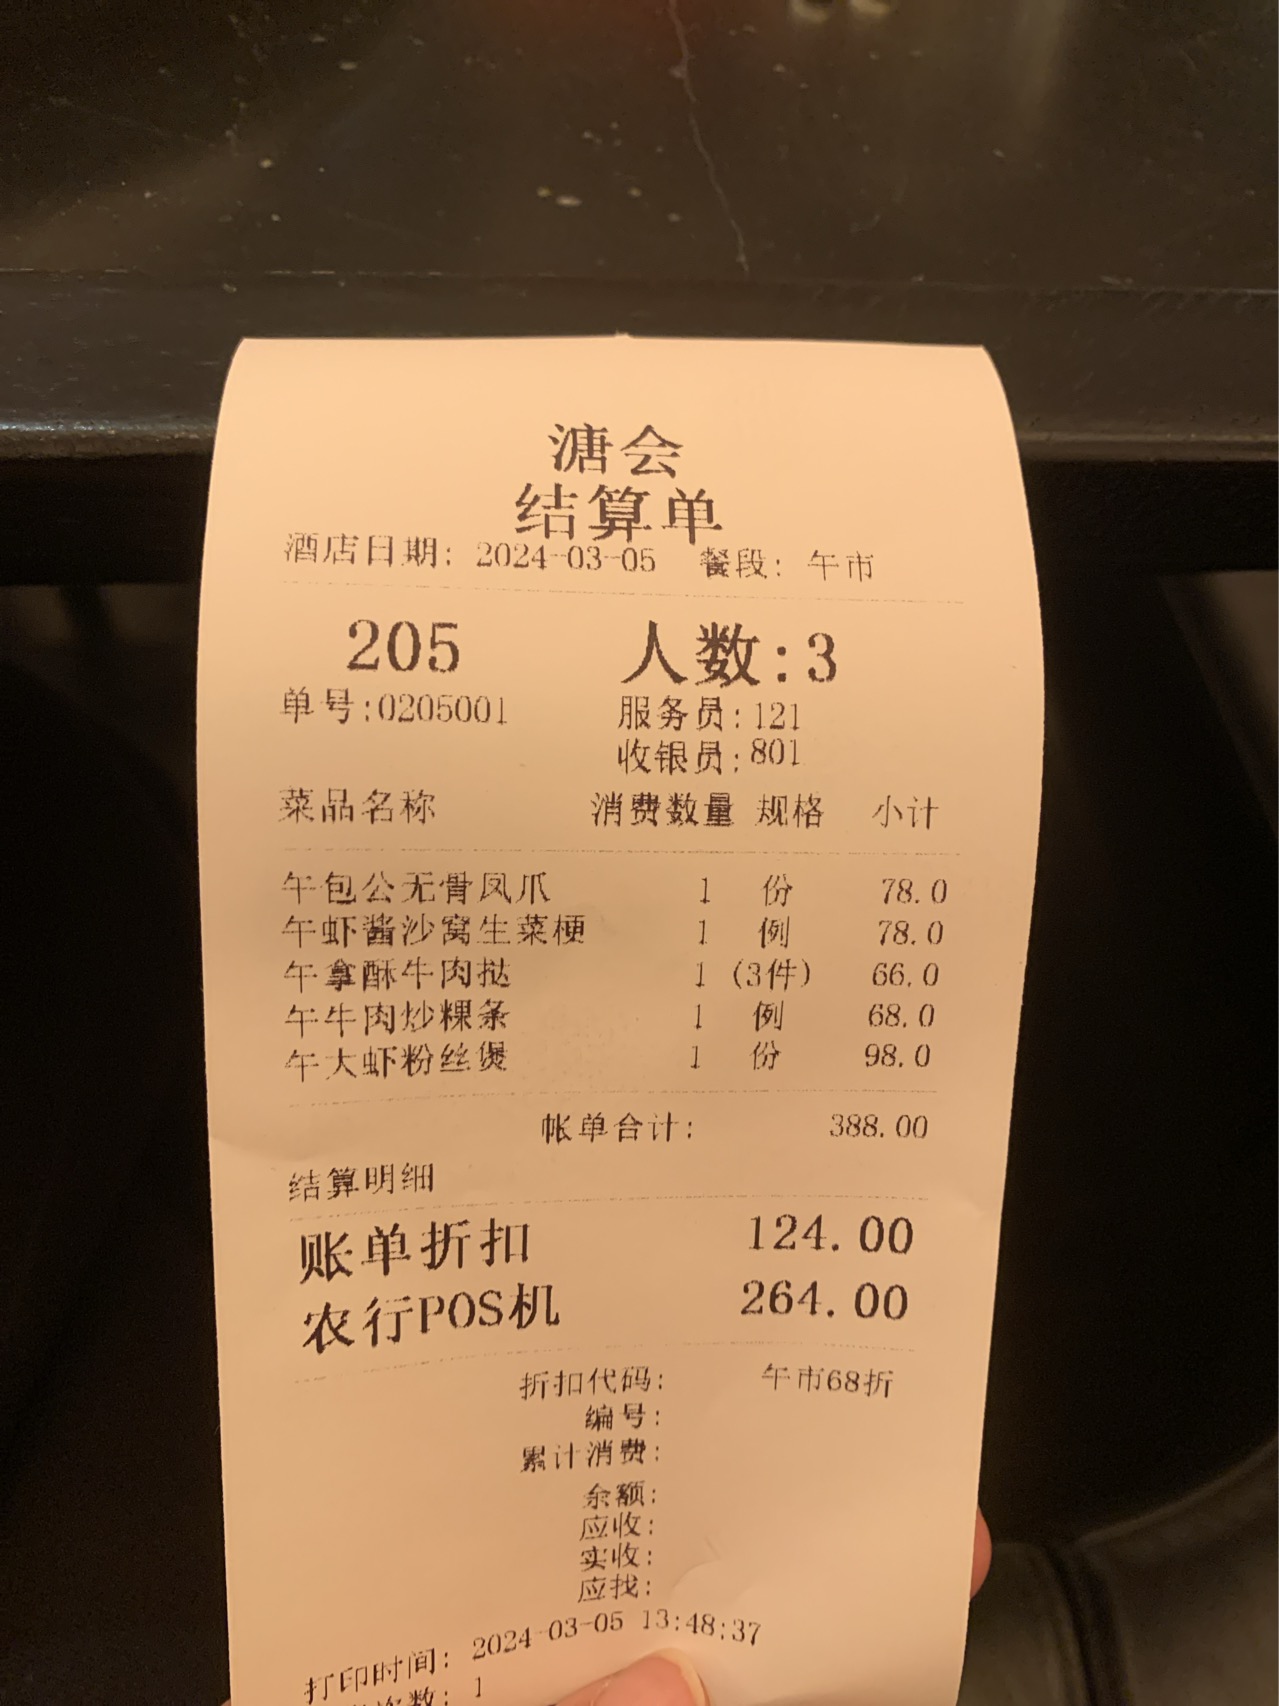 溏会
结算单
酒店日期: 2024-03-05 餐段: 午市
205 人数:3
单号:0205001 服务员:121
收银员:801
菜品名称 消费数量 规格 小计
午包公无骨凤爪 1 份 78.0
午虾酱沙窝生菜梗 1 例 78.0
午拿酥牛肉挞 1 (3件) 66.0
午牛肉炒粿条 1 例 68.0
午大虾粉丝煲 1 份 98.0
帐单合计: 388.00
结算明细
账单折扣 124.00
农行POS机 264.00
折扣代码: 午市68折
编号:
累计消费:
余额:
应收:
实收:
应找:
打印时间: 2024-03-05 13:48:37
次数: 1